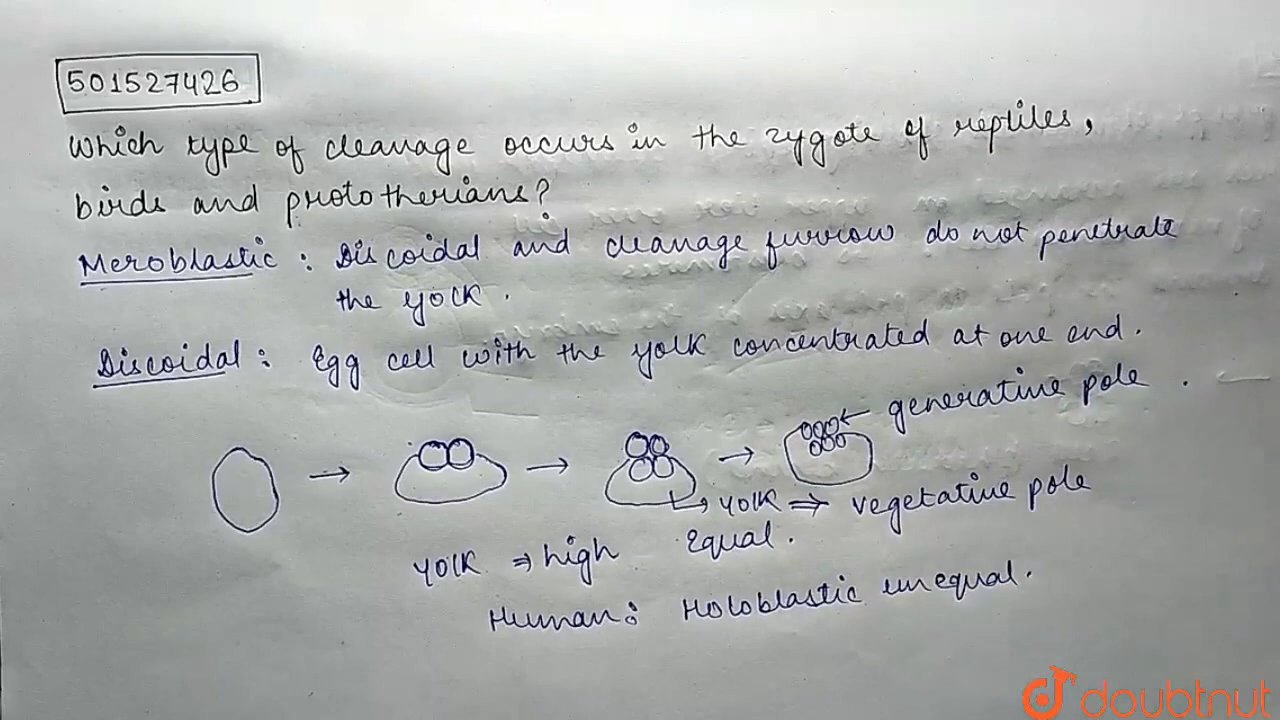 501527426
Which type of cleavage occurs in the zygote of reptiles,
birds and prototherians?
Meroblastic : Discoidal and cleavage furrow do not penetrate
the yolk.
Discoidal : Egg cell with the yolk concentrated at one end.
generative pole
yolk ⇒ vegetative pole
yolk ⇒ high Equal.
Human : Holoblastic unequal.
doubtnut